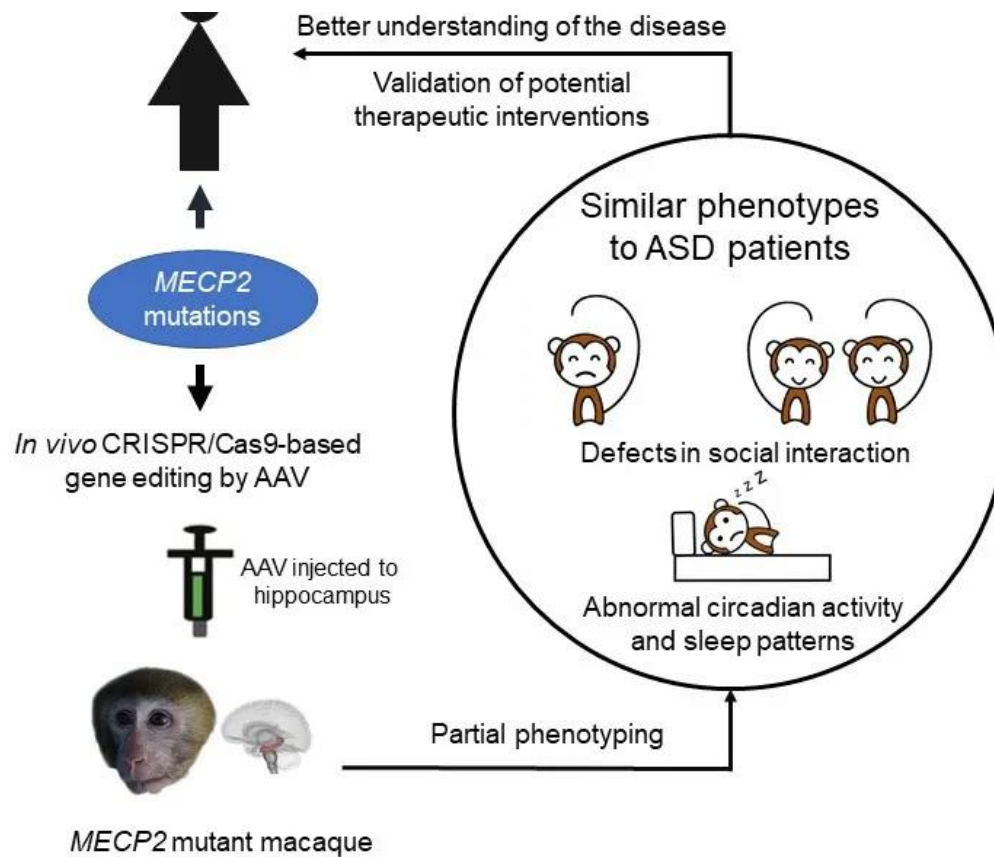 Better understanding of the disease
Validation of potential
therapeutic interventions
MECP2
mutations
In vivo CRISPR/Cas9-based
gene editing by AAV
AAV injected to
hippocampus
MECP2 mutant macaque
Partial phenotyping
Similar phenotypes
to ASD patients
Defects in social interaction
z z z
Abnormal circadian activity
and sleep patterns